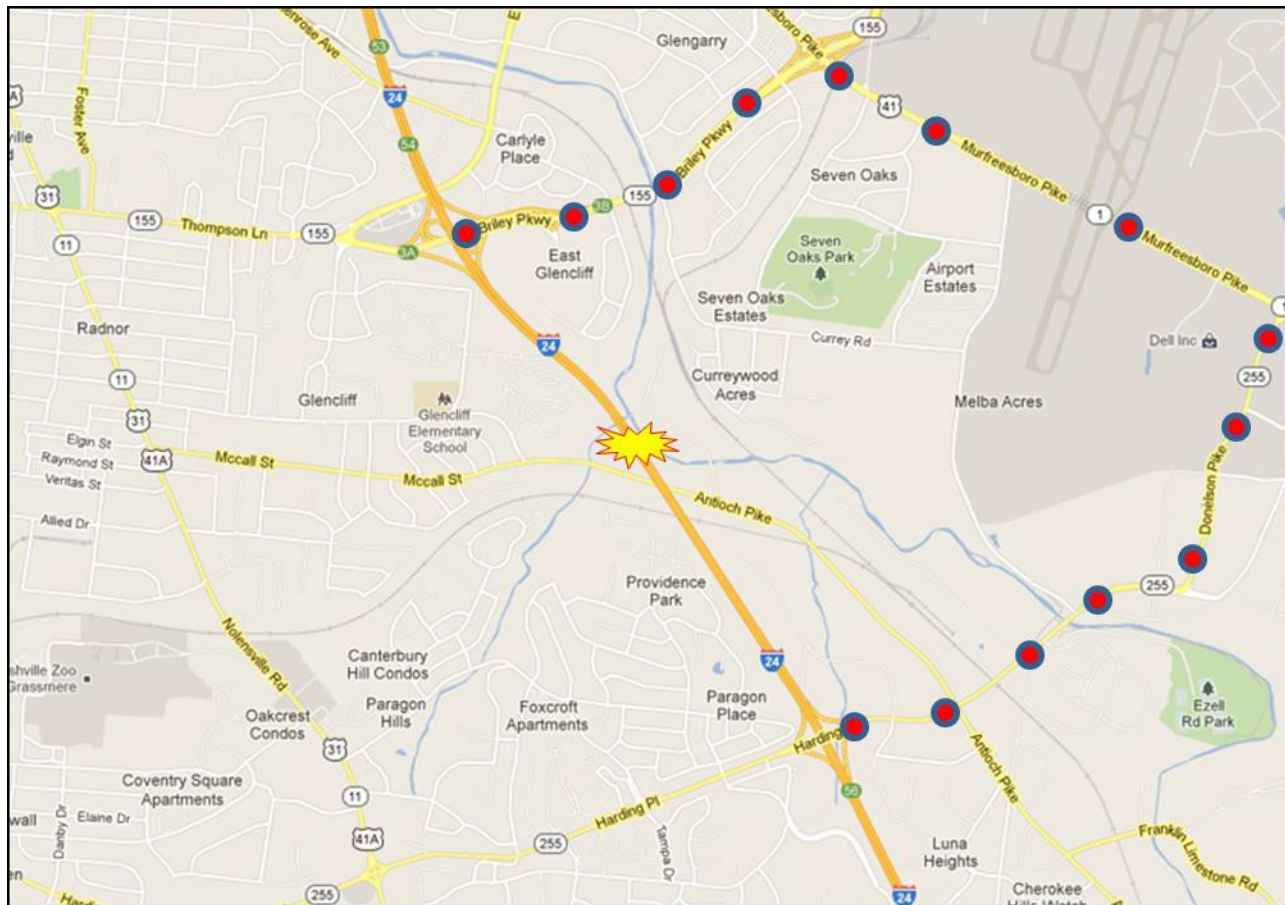 53
24
54
155
Glengarry
41
Foster Ave
31
11
Carlyle
Place
155
3B
Briley Pkwy
Murfreesboro Pike
Seven Oaks
155
Thompson Ln
155
3A
Briley Pkwy
East
Glencliff
Seven
Oaks Park
1
Murfreesboro Pike
Airport
Estates
Seven Oaks
Estates
Radnor
24
Currey Rd
Dell Inc
255
11
Glencliff
Glencliff
Elementary
School
Curreywood
Acres
Melba Acres
31
Elgin St
41A
Raymond St
Mccall St
Mccall St
Veritas St
Antioch Pike
Donelson Pike
Allied Dr
Providence
Park
255
Nolensville Rd
Canterbury
Hill Condos
24
Paragon
Hills
Foxcroft
Apartments
Paragon
Place
Ezell
Rd Park
Oakcrest
Condos
31
Harding
Antioch Pike
Coventry Square
Apartments
11
56
Danby Dr
Elaine Dr
41A
Harding Pl
255
Tampa Dr
Luna
Heights
Franklin Limestone Rd
255
24
Cherokee